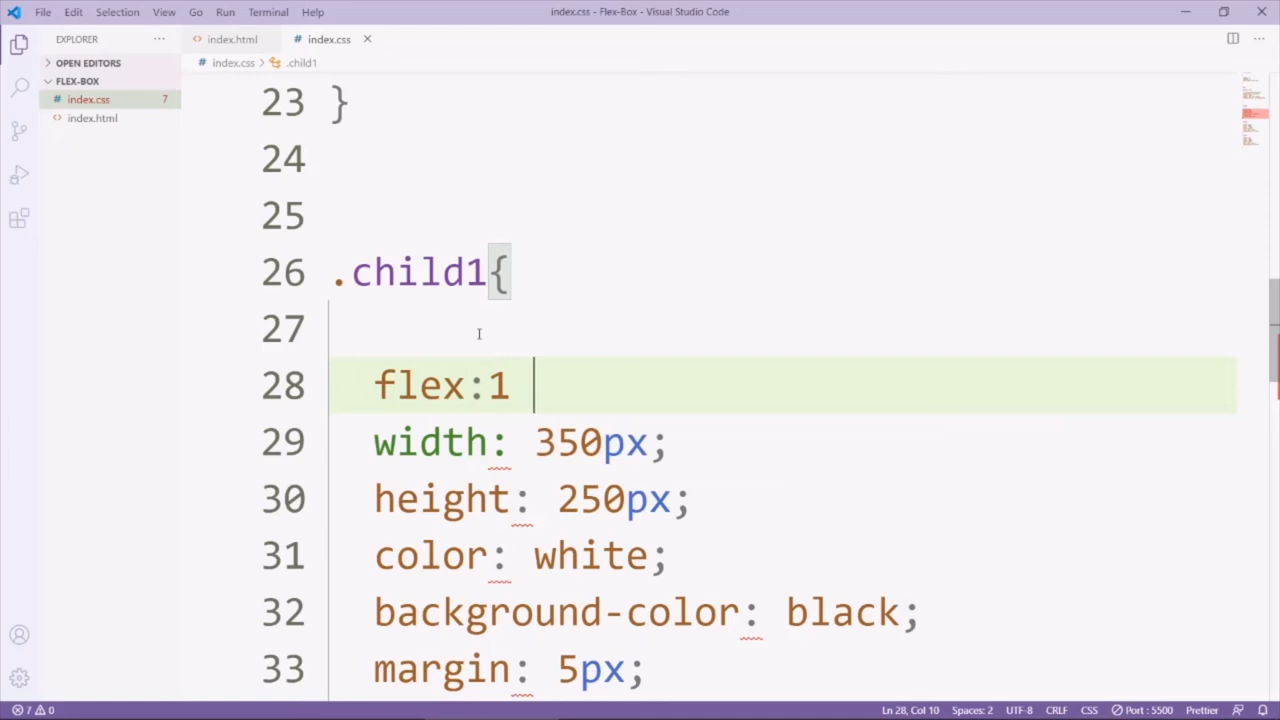 File Edit Selection View Go Run Terminal Help index.css - Flex-Box - Visual Studio Code
EXPLORER ··· <> index.html # index.css
OPEN EDITORS index.css > .child1
FLEX-BOX
# index.css 7
<> index.html
23 }
24
25
26 .child1{
27
28 flex:1
29 width: 350px;
30 height: 250px;
31 color: white;
32 background-color: black;
33 margin: 5px;
7 0 Ln 28, Col 10 Spaces: 2 UTF-8 CRLF CSS Port : 5500 Prettier